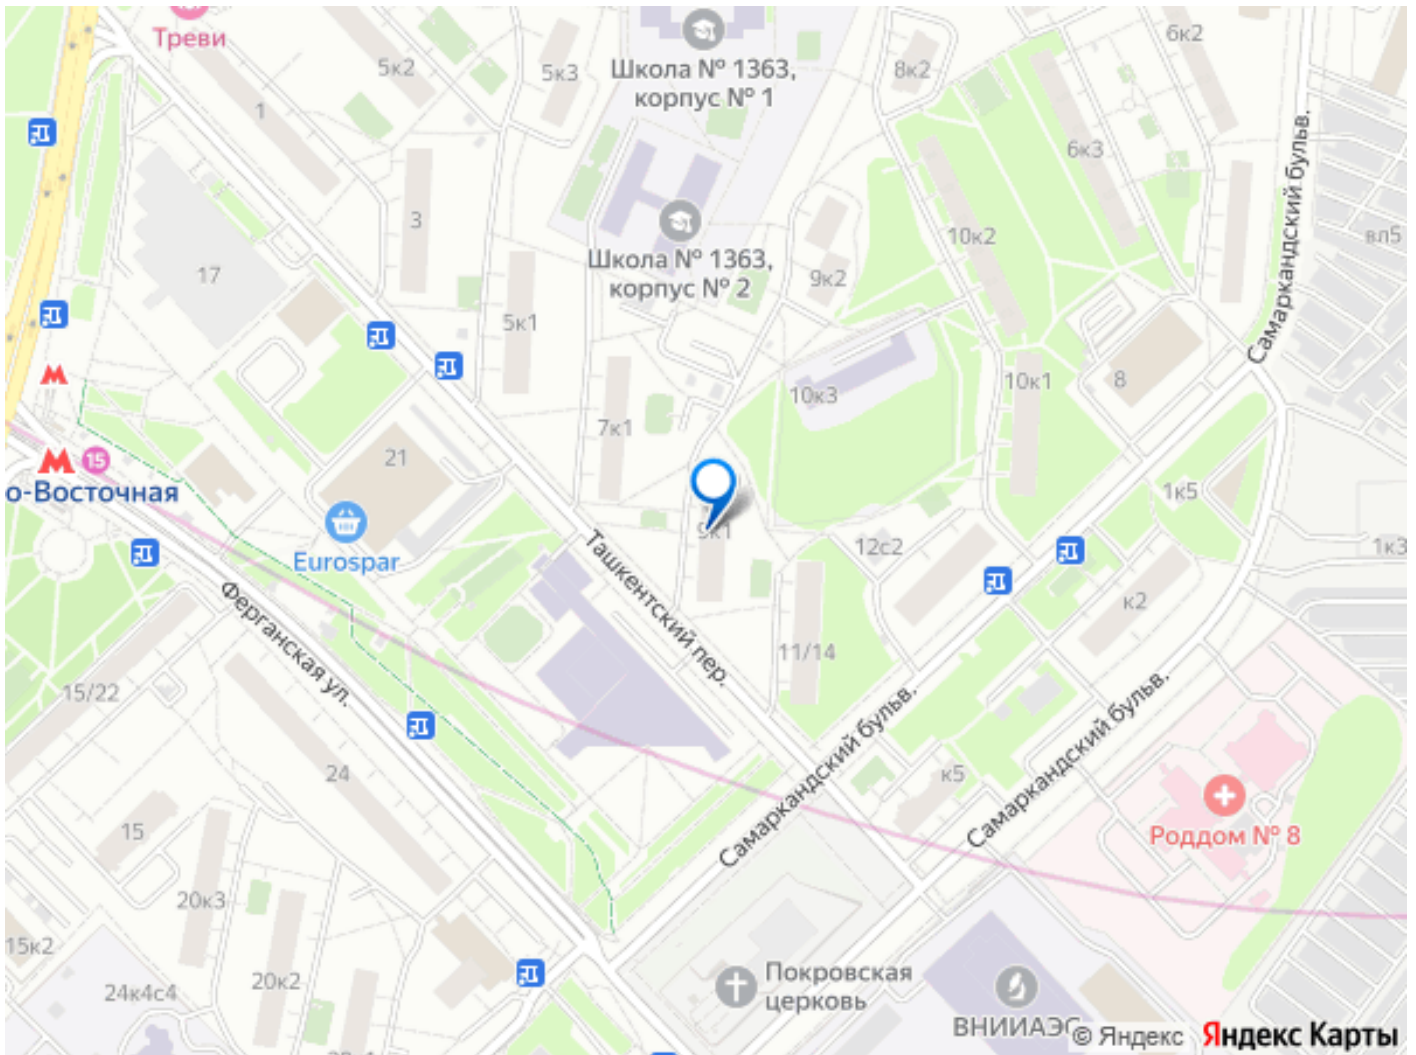 Треви
5к2
5к3
Школа № 1363,
корпус № 1
8к2
6к2
1
6к3
Самаркандский бульв.
3
Школа № 1363,
корпус № 2
10к2
вл5
17
9к2
5к1
10к3
10к1
8
7к1
21
15
о-Восточная
1к5
Eurospar
9к1
12с2
1к3
Ташкентский пер.
Ферганская ул.
к2
11/14
15/22
Самаркандский бульв.
Самаркандский бульв.
24
к5
15
Роддом № 8
20к3
15к2
20к2
24к4с4
Покровская
церковь
ВНИИАЭС
© Яндекс Яндекс Карты